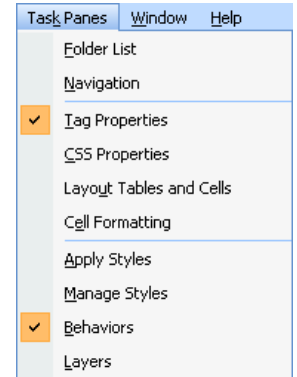 Task Panes Window Help
Folder List
Navigation
Tag Properties
CSS Properties
Layout Tables and Cells
Cell Formatting
Apply Styles
Manage Styles
Behaviors
Layers